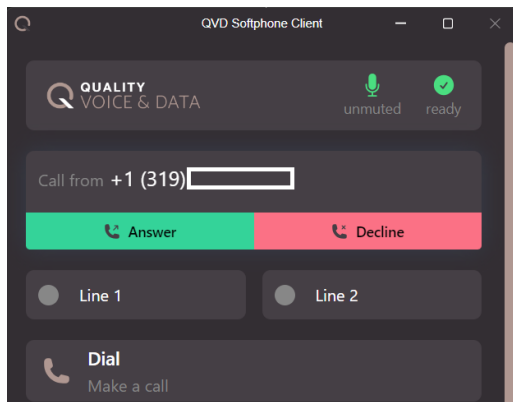 QVD Softphone Client
QUALITY
VOICE & DATA
unmuted
ready
Call from +1 (319)
Answer
Decline
Line 1
Line 2
Dial
Make a call